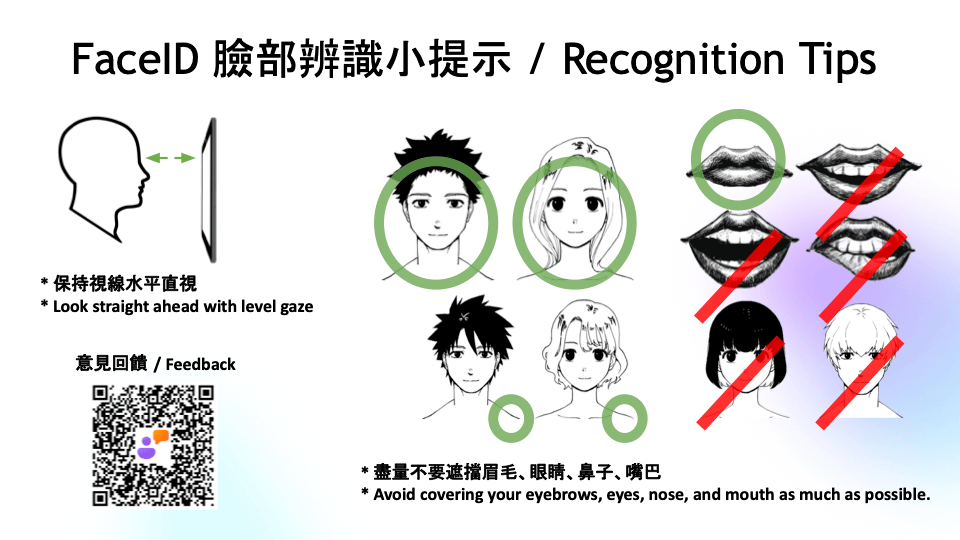 FaceID 臉部辨識小提示 / Recognition Tips
* 保持視線水平直視
* Look straight ahead with level gaze
意見回饋 / Feedback
* 盡量不要遮擋眉毛、眼睛、鼻子、嘴巴
* Avoid covering your eyebrows, eyes, nose, and mouth as much as possible.